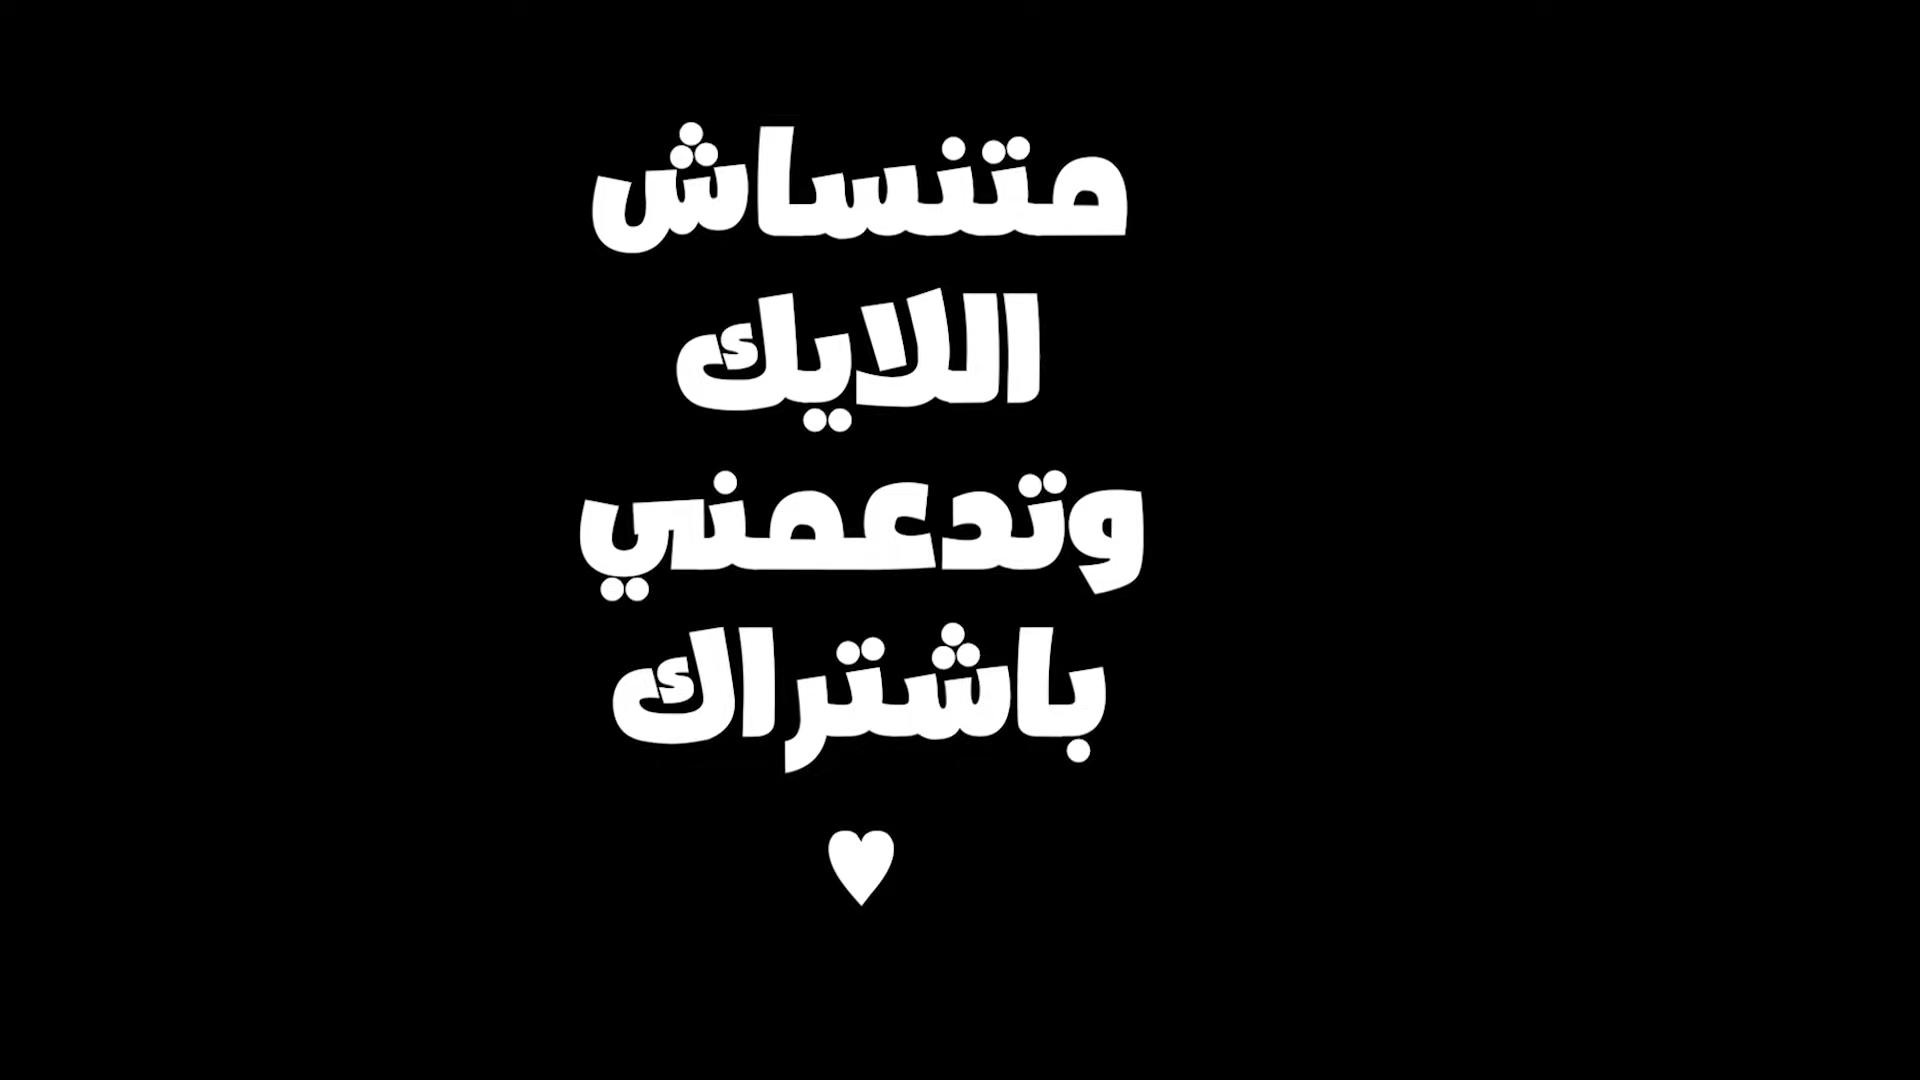 متنساش
اللايك
وتدعمني
باشتراك
♥